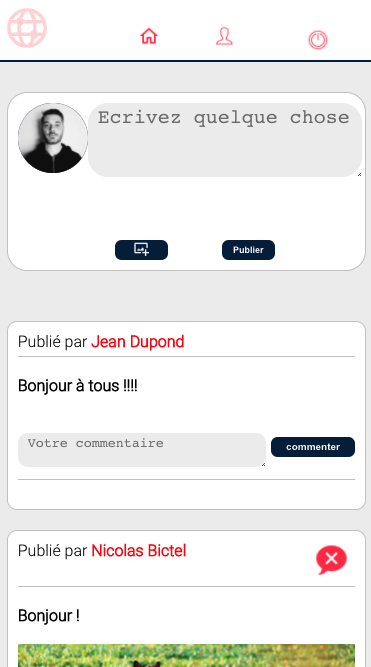 Ecrivez quelque chose
Publier
Publié par Jean Dupond
Bonjour à tous !!!!
Votre commentaire
commenter
Publié par Nicolas Bictel
Bonjour !